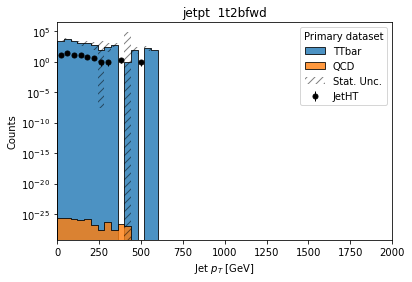 jetpt 1t2bfwd
Counts
10^5
10^0
10^-5
10^-10
10^-15
10^-20
10^-25
Primary dataset
TTbar
QCD
Stat. Unc.
JetHT
0 250 500 750 1000 1250 1500 1750 2000
Jet p_T [GeV]